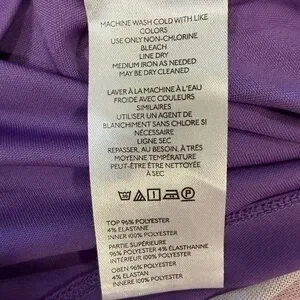 MACHINE WASH COLD WITH LIKE
COLORS
USE ONLY NON-CHLORINE
BLEACH
LINE DRY
MEDIUM IRON AS NEEDED
MAY BE DRY CLEANED
LAVER À LA MACHINE À L'EAU
FROIDE AVEC COULEURS
SIMILAIRES
UTILISER UN AGENT DE
BLANCHIMENT SANS CHLORE SI
NÉCESSAIRE
LIGNE SEC
REPASSER, AU BESOIN, À TRÈS
MOYENNE TEMPÉRATURE
PEUT-ÊTRE ÊTRE NETTOYÉE
À SEC
P
TOP 96% POLYESTER
4% ELASTANE
INNER 100% POLYESTER
PARTIE SUPÉRIEURE
96% POLYESTER 4% ÉLASTHANNE
INTÉRIEUR 100% POLYESTER
OBEN 96% POLYESTER
4% ELASTAN
INNER 100% POLYESTER